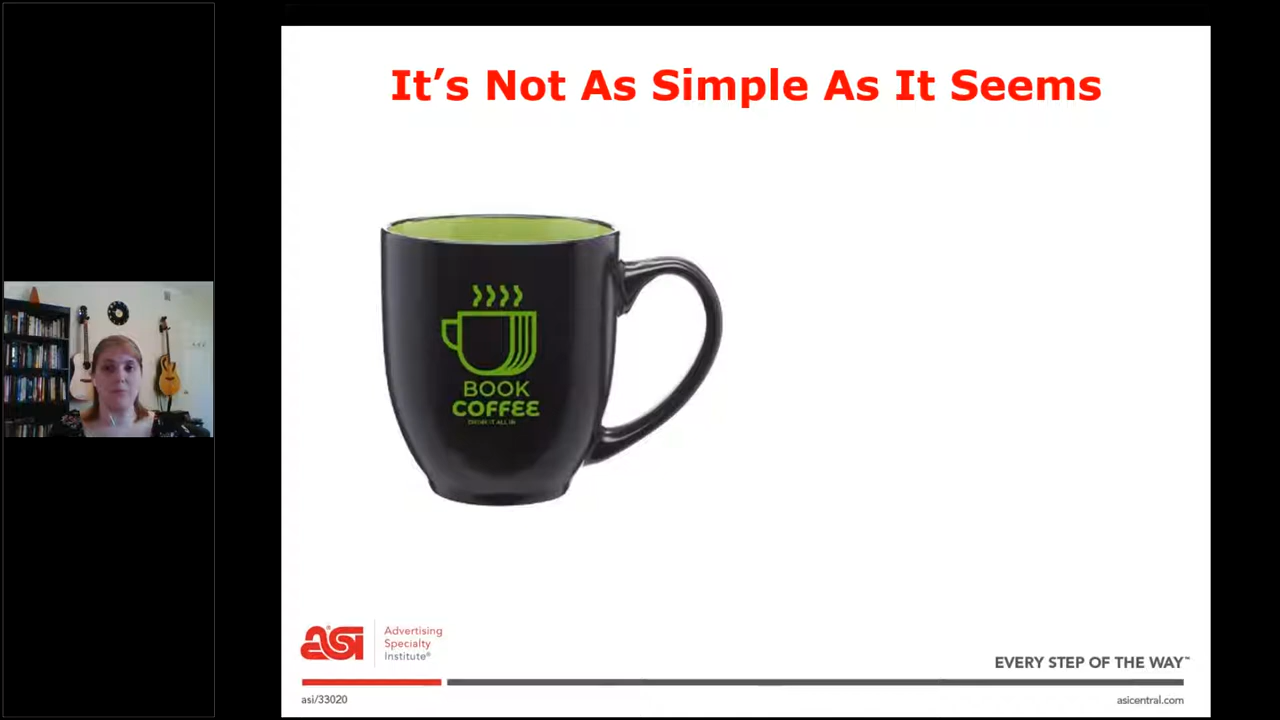 It's Not As Simple As It Seems
BOOK
COFFEE
asi
Advertising
Specialty
Institute®
EVERY STEP OF THE WAY™
asi/33020
asicentral.com